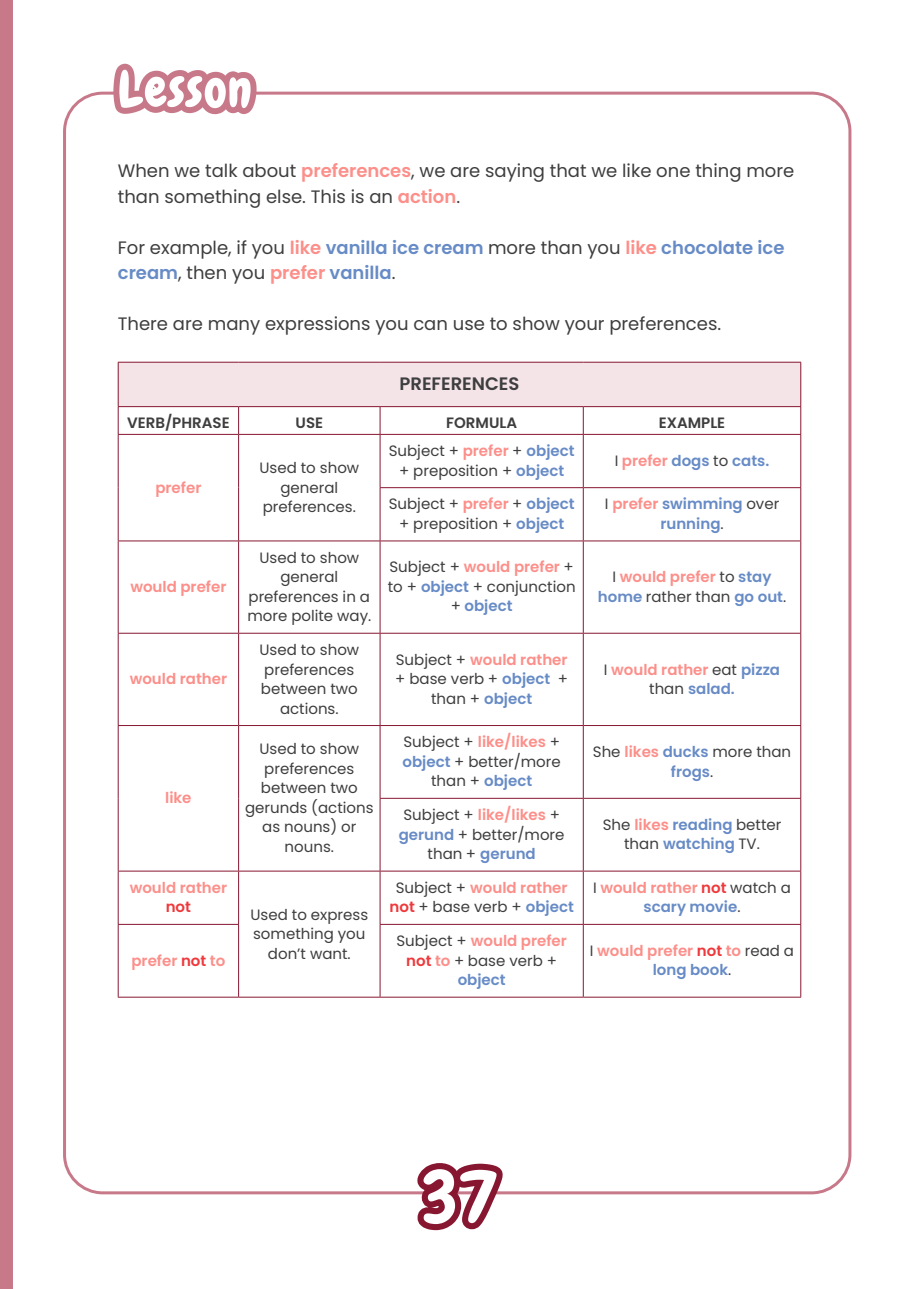 Lesson
When we talk about preferences, we are saying that we like one thing more
than something else. This is an action.
For example, if you like vanilla ice cream more than you like chocolate ice
cream, then you prefer vanilla.
There are many expressions you can use to show your preferences.
PREFERENCES
VERB/PHRASE USE FORMULA EXAMPLE
prefer
Used to show
general
preferences.
Subject + prefer + object
+ preposition + object
I prefer dogs to cats.
Subject + prefer + object
+ preposition + object
I prefer swimming over
running.
would prefer
Used to show
general
preferences in a
more polite way.
Subject + would prefer +
to + object + conjunction
+ object
I would prefer to stay
home rather than go out.
would rather
Used to show
preferences
between two
actions.
Subject + would rather
+ base verb + object +
than + object
I would rather eat pizza
than salad.
like
Used to show
preferences
between two
gerunds (actions
as nouns) or
nouns.
Subject + like/likes +
object + better/more
than + object
She likes ducks more than
frogs.
Subject + like/likes +
gerund + better/more
than + gerund
She likes reading better
than watching TV.
would rather
not
Used to express
something you
don't want.
Subject + would rather
not + base verb + object
I would rather not watch a
scary movie.
prefer not to
Subject + would prefer
not to + base verb +
object
I would prefer not to read a
long book.
37